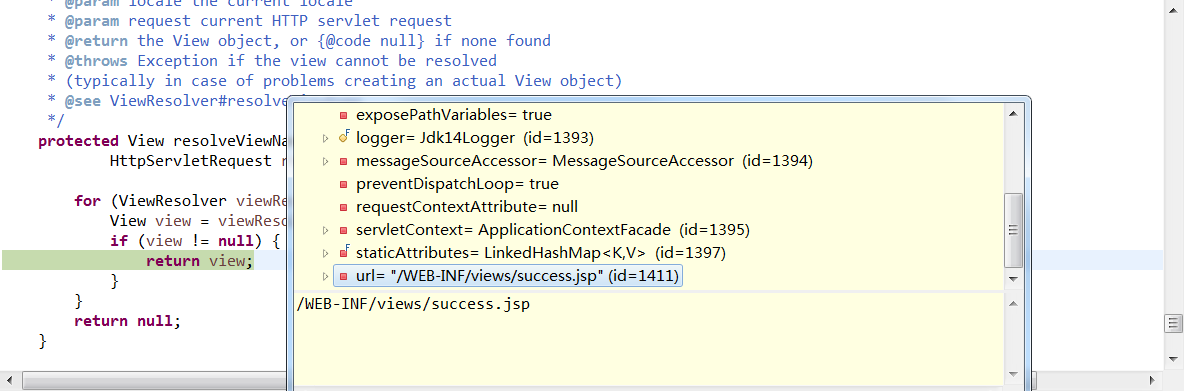 * @param locale the current locale
* @param request current HTTP servlet request
* @return the View object, or {@code null} if none found
* @throws Exception if the view cannot be resolved
* (typically in case of problems creating an actual View object)
* @see ViewResolver#resolve
*/
protected View resolveViewNa
HttpServletRequest r
for (ViewResolver viewRe
View view = viewReso
if (view != null) {
return view;
}
}
return null;
}
exposePathVariables= true
logger= Jdk14Logger (id=1393)
messageSourceAccessor= MessageSourceAccessor (id=1394)
preventDispatchLoop= true
requestContextAttribute= null
servletContext= ApplicationContextFacade (id=1395)
staticAttributes= LinkedHashMap<K,V> (id=1397)
url= "/WEB-INF/views/success.jsp" (id=1411)
/WEB-INF/views/success.jsp